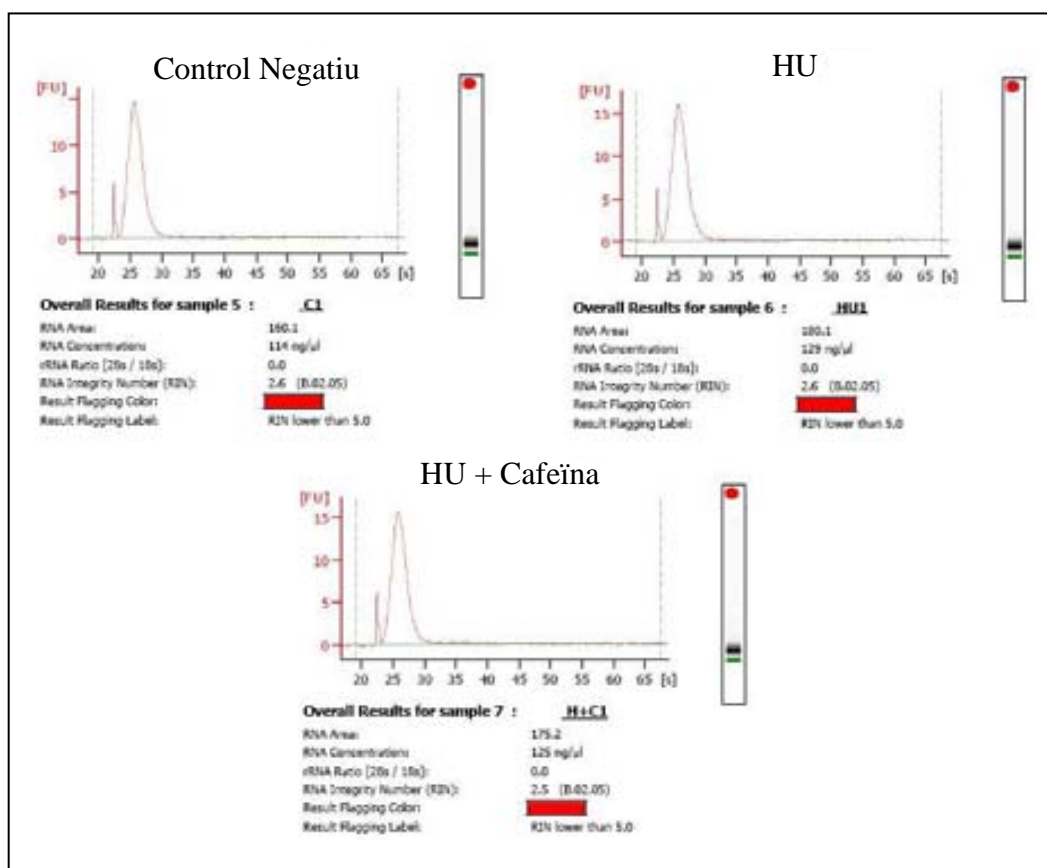 Control Negatiu
[FU]
10
5
0
20 25 30 35 40 45 50 55 60 65 [s]
Overall Results for sample 5 : C1
RNA Area: 160.1
RNA Concentration: 114 ng/µl
rRNA Ratio [28s / 18s]: 0.0
RNA Integrity Number (RIN): 2.6 (B.02.05)
Result Flagging Color:
Result Flagging Label: RIN lower than 5.0
HU
[FU]
15
10
5
0
20 25 30 35 40 45 50 55 60 65 [s]
Overall Results for sample 6 : HU1
RNA Area: 180.1
RNA Concentration: 129 ng/µl
rRNA Ratio [28s / 18s]: 0.0
RNA Integrity Number (RIN): 2.6 (B.02.05)
Result Flagging Color:
Result Flagging Label: RIN lower than 5.0
HU + Cafeïna
[FU]
15
10
5
0
20 25 30 35 40 45 50 55 60 65 [s]
Overall Results for sample 7 : H+C1
RNA Area: 175.2
RNA Concentration: 125 ng/µl
rRNA Ratio [28s / 18s]: 0.0
RNA Integrity Number (RIN): 2.5 (B.02.05)
Result Flagging Color:
Result Flagging Label: RIN lower than 5.0